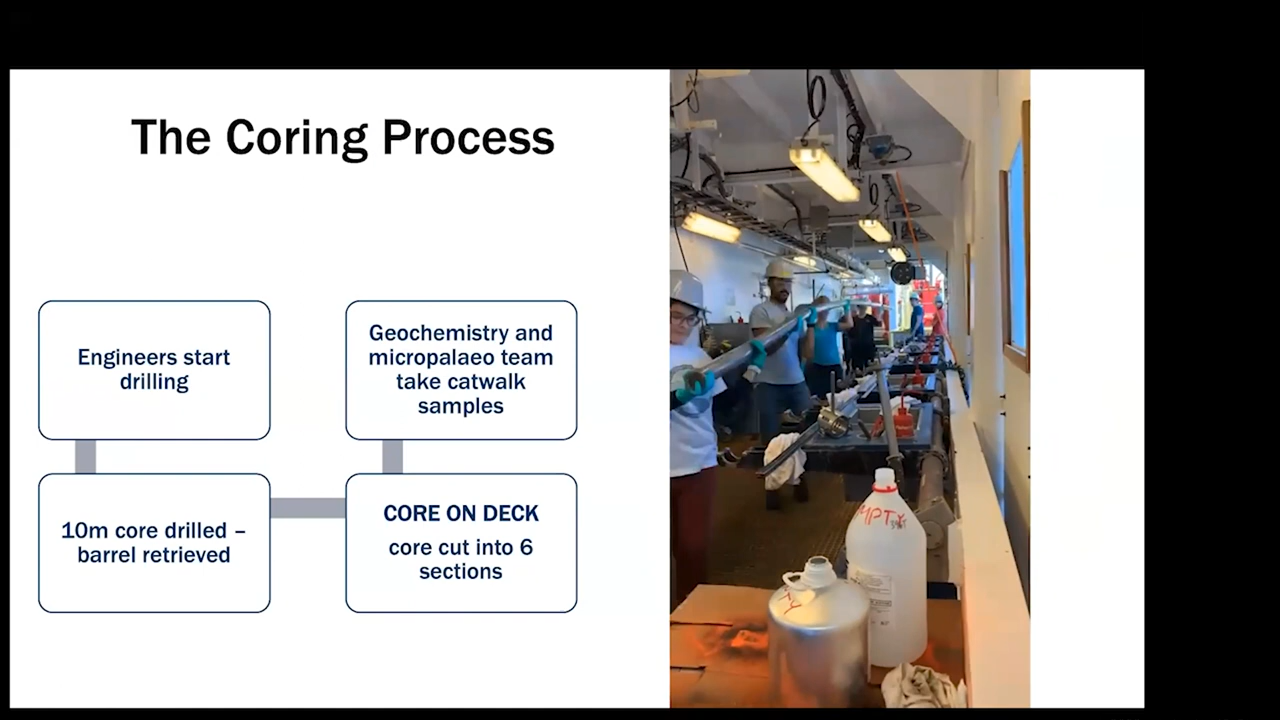 The Coring Process
Engineers start
drilling
10m core drilled –
barrel retrieved
CORE ON DECK
core cut into 6
sections
Geochemistry and
micropalaeo team
take catwalk
samples